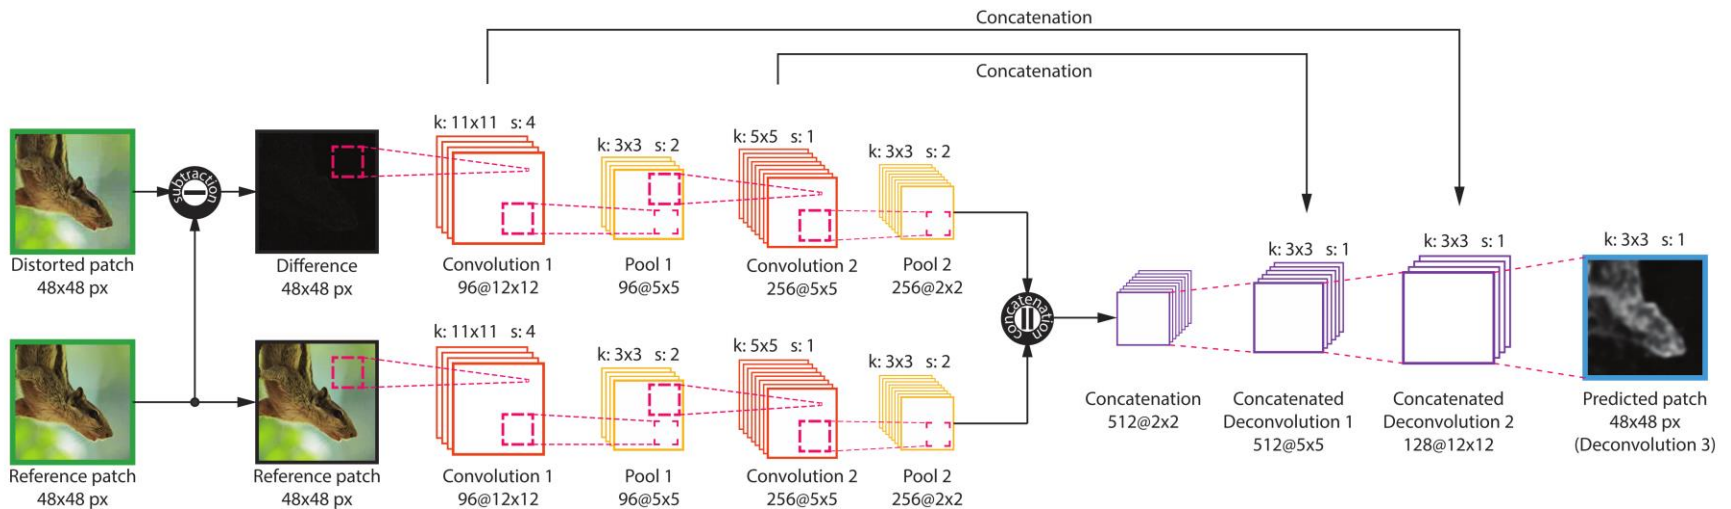 Concatenation
Concatenation
k: 11x11 s: 4
k: 3x3 s: 2
k: 5x5 s: 1
k: 3x3 s: 2
subtraction
Distorted patch
48x48 px
Difference
48x48 px
Convolution 1
96@12x12
Pool 1
96@5x5
Convolution 2
256@5x5
Pool 2
256@2x2
k: 11x11 s: 4
k: 3x3 s: 2
k: 5x5 s: 1
k: 3x3 s: 2
Reference patch
48x48 px
Reference patch
48x48 px
Convolution 1
96@12x12
Pool 1
96@5x5
Convolution 2
256@5x5
Pool 2
256@2x2
concatenation
k: 3x3 s: 1
k: 3x3 s: 1
k: 3x3 s: 1
Concatenation
512@2x2
Concatenated
Deconvolution 1
512@5x5
Concatenated
Deconvolution 2
128@12x12
Predicted patch
48x48 px
(Deconvolution 3)